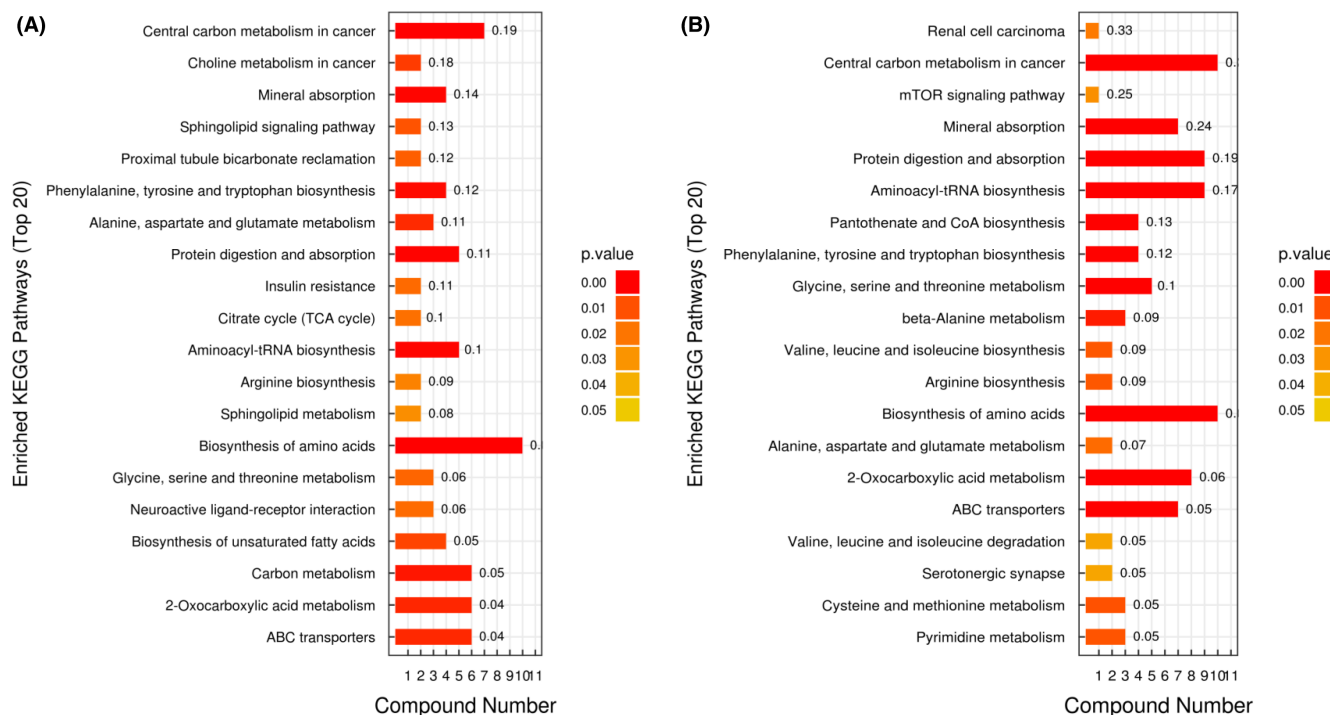 (A)
Enriched KEGG Pathways (Top 20)
Central carbon metabolism in cancer 0.19
Choline metabolism in cancer 0.18
Mineral absorption 0.14
Sphingolipid signaling pathway 0.13
Proximal tubule bicarbonate reclamation 0.12
Phenylalanine, tyrosine and tryptophan biosynthesis 0.12
Alanine, aspartate and glutamate metabolism 0.11
Protein digestion and absorption 0.11
Insulin resistance 0.11
Citrate cycle (TCA cycle) 0.1
Aminoacyl-tRNA biosynthesis 0.1
Arginine biosynthesis 0.09
Sphingolipid metabolism 0.08
Biosynthesis of amino acids 0.
Glycine, serine and threonine metabolism 0.06
Neuroactive ligand-receptor interaction 0.06
Biosynthesis of unsaturated fatty acids 0.05
Carbon metabolism 0.05
2-Oxocarboxylic acid metabolism 0.04
ABC transporters 0.04
1 2 3 4 5 6 7 8 9 10 11
Compound Number
p.value
0.00
0.01
0.02
0.03
0.04
0.05
(B)
Enriched KEGG Pathways (Top 20)
Renal cell carcinoma 0.33
Central carbon metabolism in cancer 0.
mTOR signaling pathway 0.25
Mineral absorption 0.24
Protein digestion and absorption 0.19
Aminoacyl-tRNA biosynthesis 0.17
Pantothenate and CoA biosynthesis 0.13
Phenylalanine, tyrosine and tryptophan biosynthesis 0.12
Glycine, serine and threonine metabolism 0.1
beta-Alanine metabolism 0.09
Valine, leucine and isoleucine biosynthesis 0.09
Arginine biosynthesis 0.09
Biosynthesis of amino acids 0.
Alanine, aspartate and glutamate metabolism 0.07
2-Oxocarboxylic acid metabolism 0.06
ABC transporters 0.05
Valine, leucine and isoleucine degradation 0.05
Serotonergic synapse 0.05
Cysteine and methionine metabolism 0.05
Pyrimidine metabolism 0.05
1 2 3 4 5 6 7 8 9 10 11
Compound Number
p.value
0.00
0.01
0.02
0.03
0.04
0.05